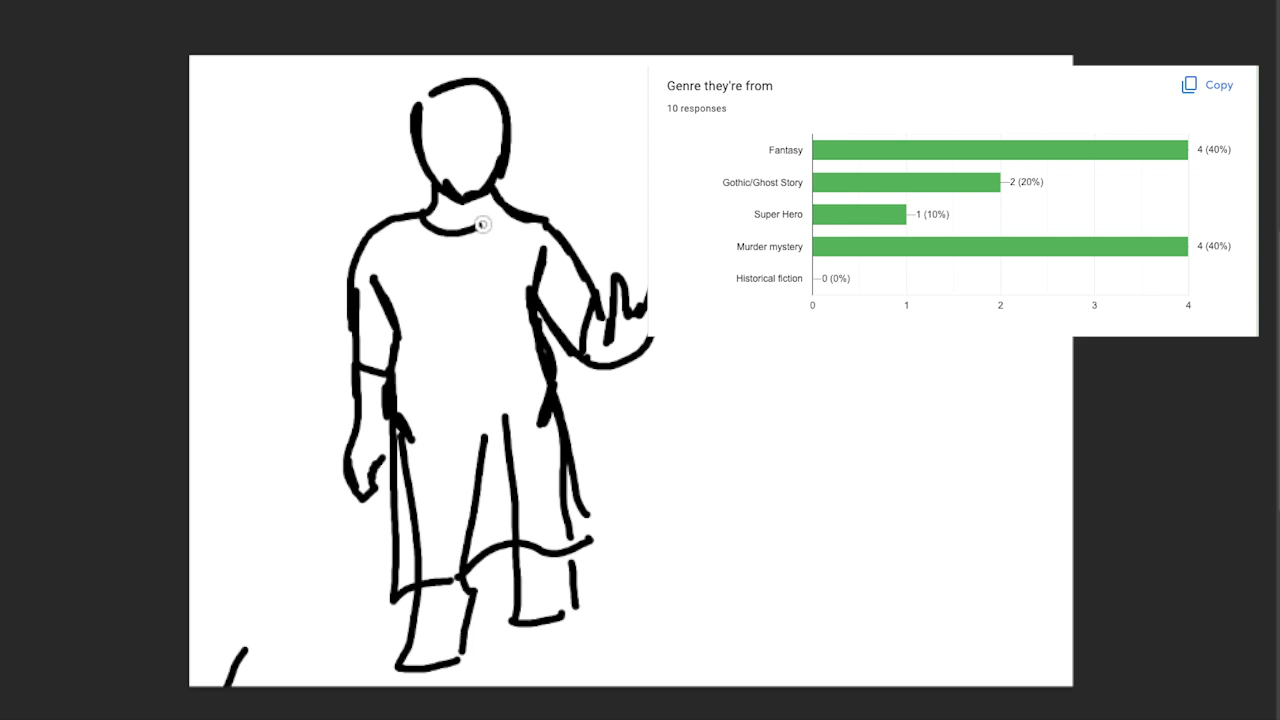 Genre they're from
Copy
10 responses
Fantasy 4 (40%)
Gothic/Ghost Story 2 (20%)
Super Hero 1 (10%)
Murder mystery 4 (40%)
Historical fiction 0 (0%)
0 1 2 3 4